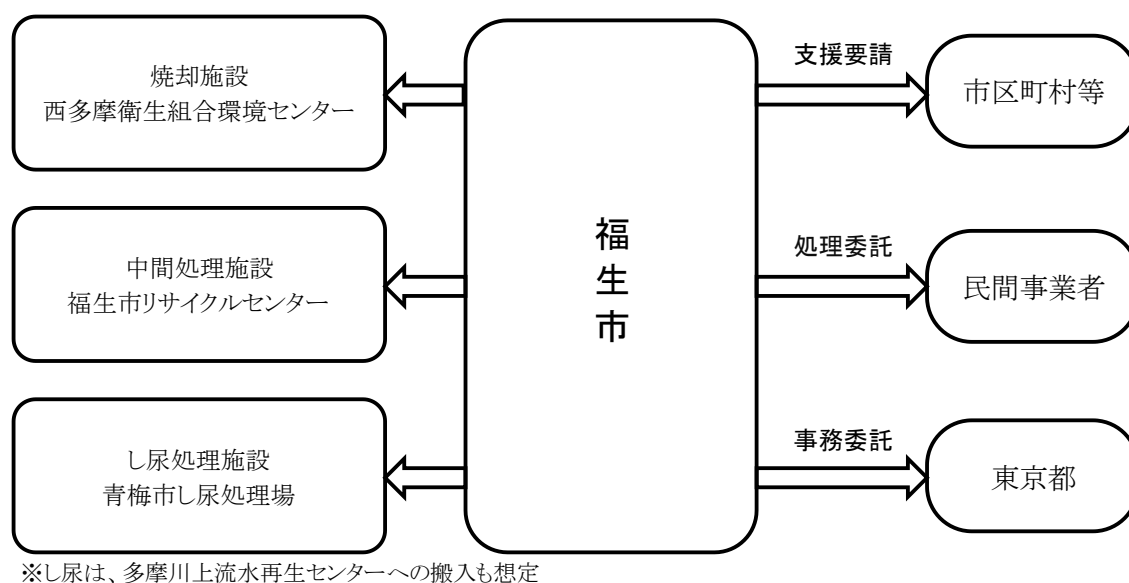 焼却施設
西多摩衛生組合環境センター
中間処理施設
福生市リサイクルセンター
し尿処理施設
青梅市し尿処理場
福生市
支援要請
市区町村等
処理委託
民間事業者
事務委託
東京都
※し尿は、多摩川上流水再生センターへの搬入も想定